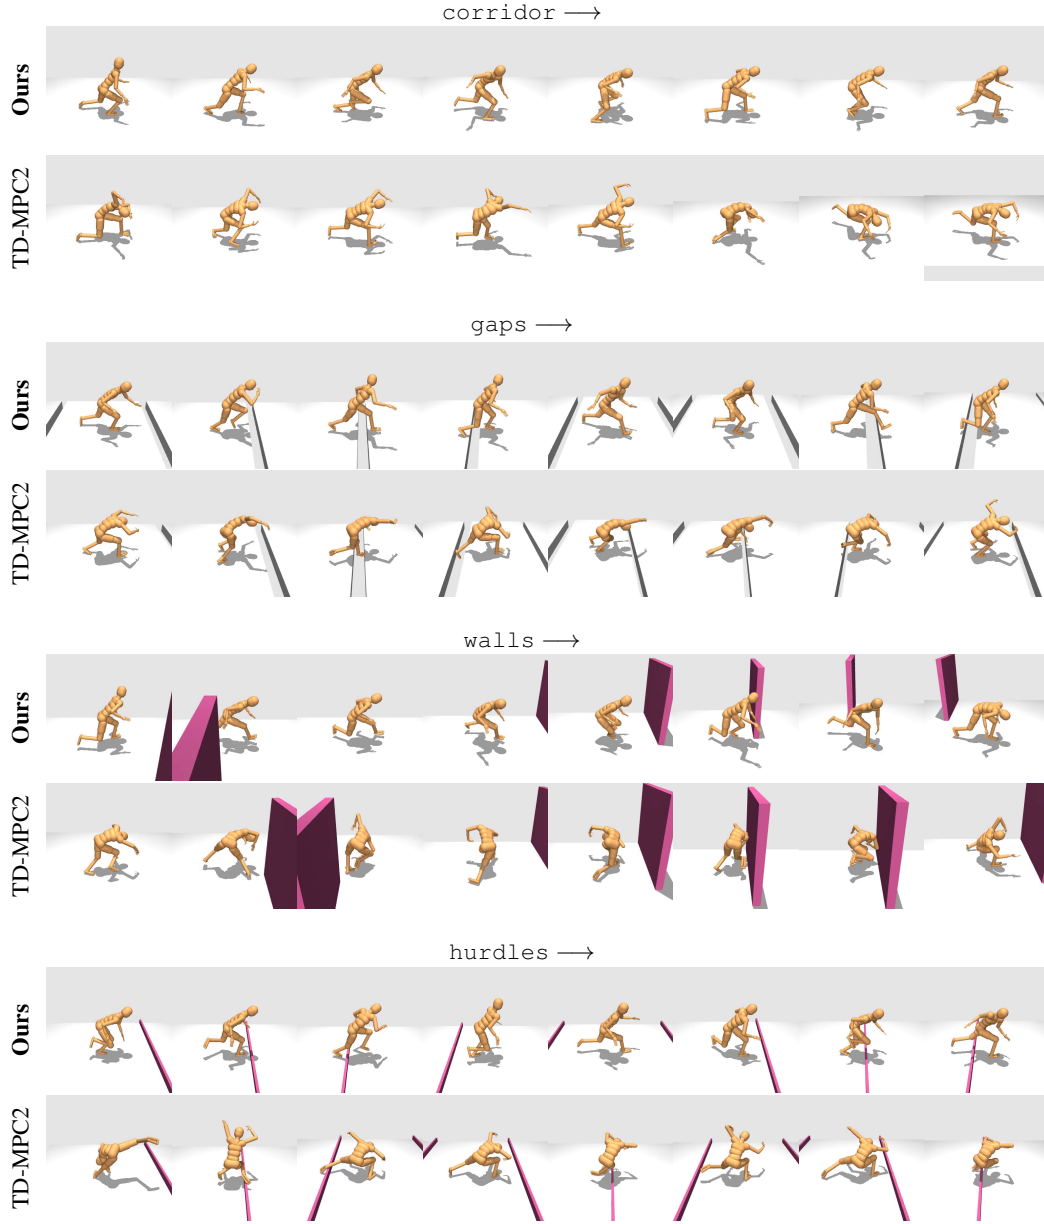 corridor →
Ours
TD-MPC2
gaps →
Ours
TD-MPC2
walls →
Ours
TD-MPC2
hurdles →
Ours
TD-MPC2